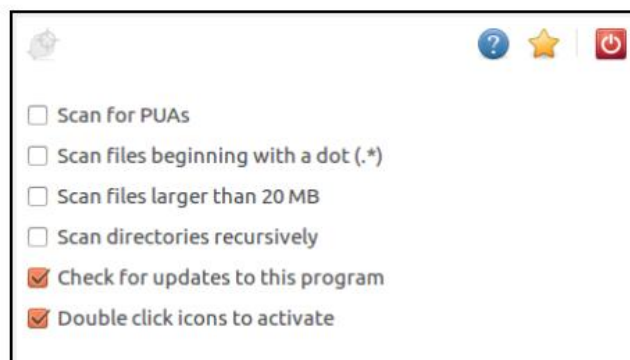 Scan for PUAs
Scan files beginning with a dot (.*)
Scan files larger than 20 MB
Scan directories recursively
Check for updates to this program
Double click icons to activate